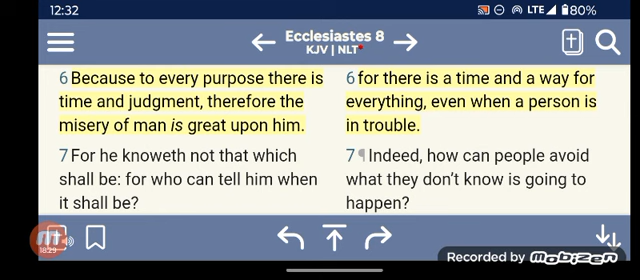 12:32
LTE 80%
Ecclesiastes 8
KJV | NLT
6 Because to every purpose there is
time and judgment, therefore the
misery of man is great upon him.
7 For he knoweth not that which
shall be: for who can tell him when
it shall be?
6 for there is a time and a way for
everything, even when a person is
in trouble.
7 ¶ Indeed, how can people avoid
what they don't know is going to
happen?
18:29
Recorded by Mobizen